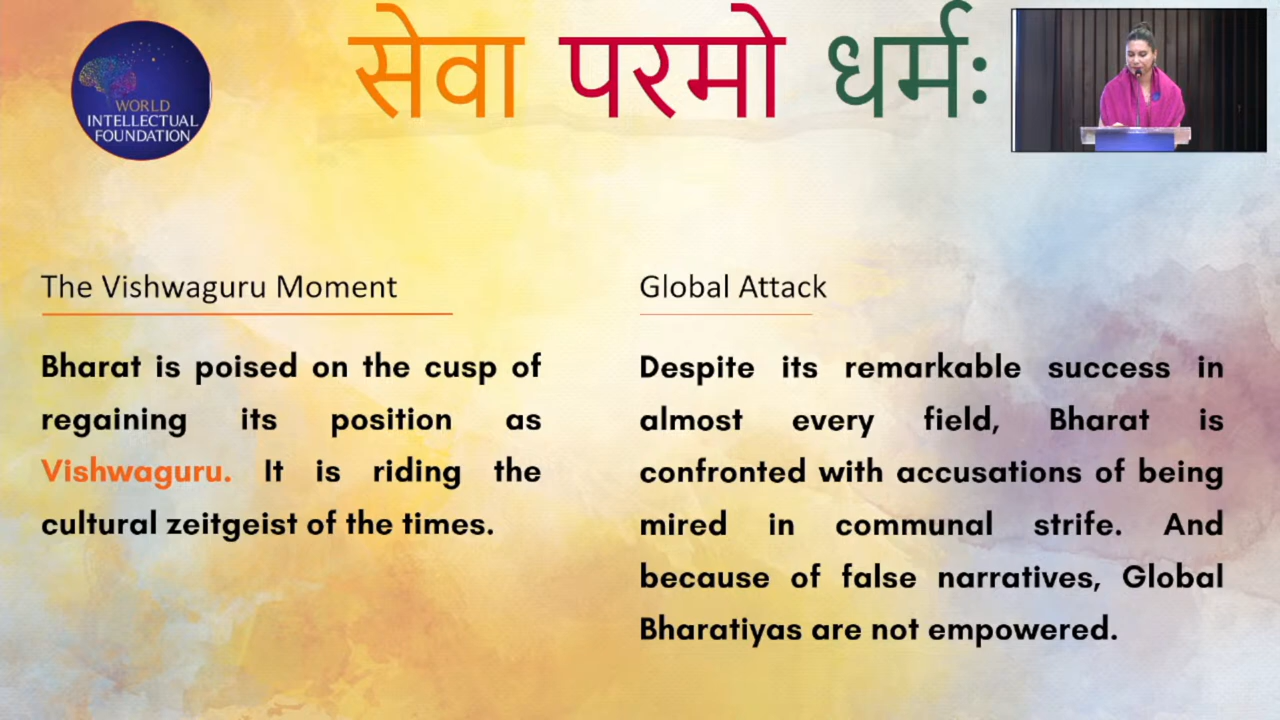 सेवा परमो धर्मः
WORLD
INTELLECTUAL
FOUNDATION
The Vishwaguru Moment
Bharat is poised on the cusp of
regaining its position as
Vishwaguru. It is riding the
cultural zeitgeist of the times.
Global Attack
Despite its remarkable success in
almost every field, Bharat is
confronted with accusations of being
mired in communal strife. And
because of false narratives, Global
Bharatiyas are not empowered.